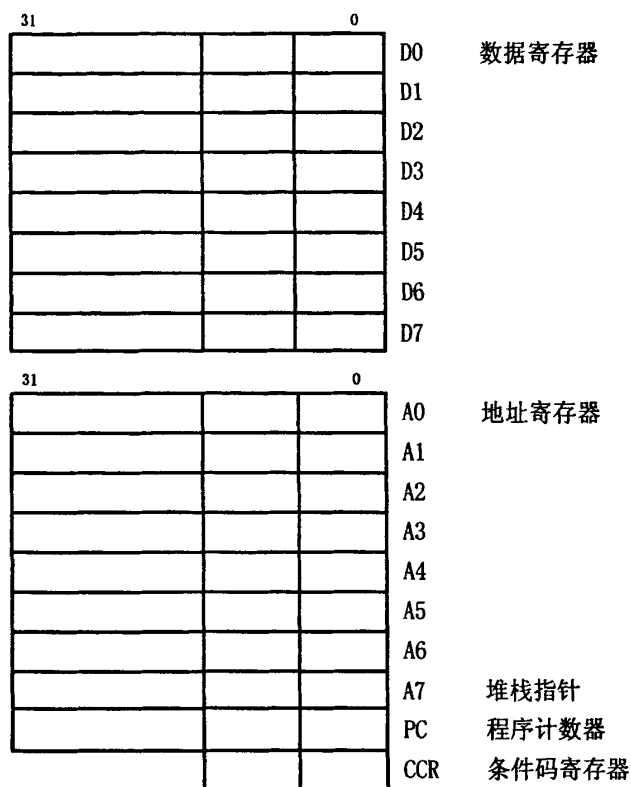 31 0
D0 数据寄存器
D1
D2
D3
D4
D5
D6
D7
31 0
A0 地址寄存器
A1
A2
A3
A4
A5
A6
A7 堆栈指针
PC 程序计数器
CCR 条件码寄存器